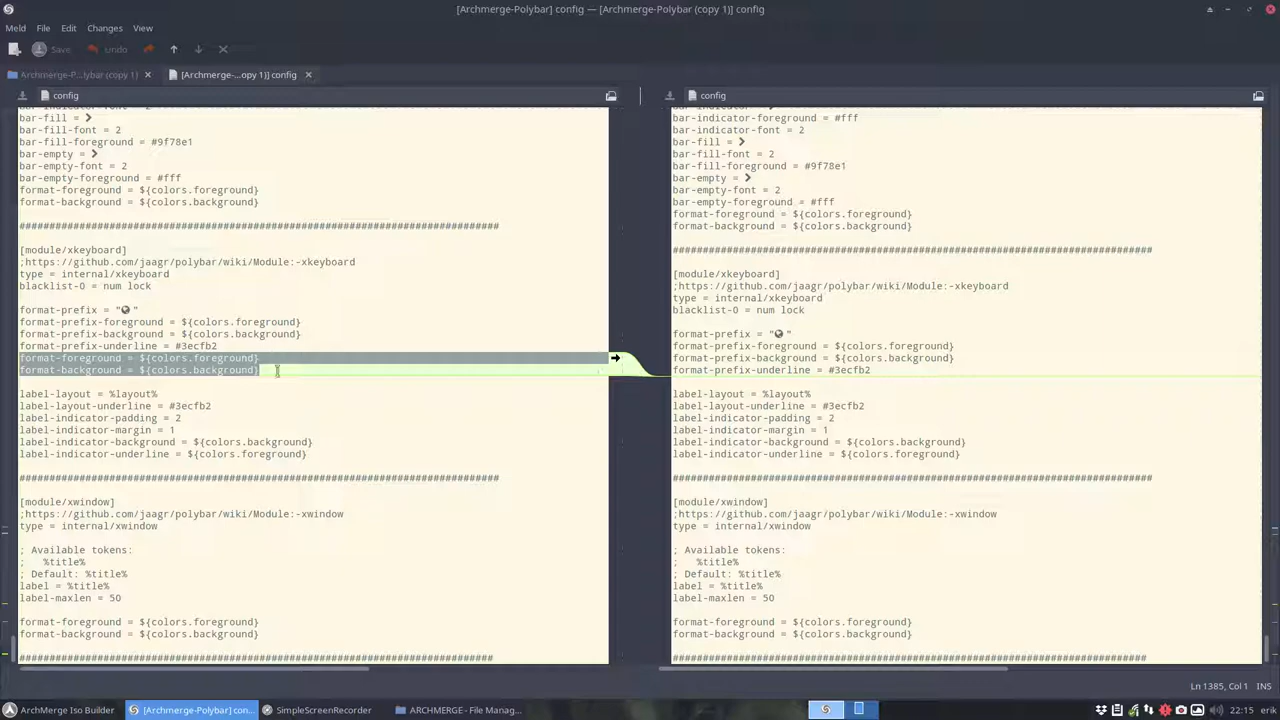 [Archmerge-Polybar] config — [Archmerge-Polybar (copy 1)] config
Meld File Edit Changes View
Save Undo
Archmerge-P...lybar (copy 1) [Archmerge-...opy 1)] config
config
bar-fill =
bar-fill-font = 2
bar-fill-foreground = #9f78e1
bar-empty =
bar-empty-font = 2
bar-empty-foreground = #fff
format-foreground = ${colors.foreground}
format-background = ${colors.background}
################################################################################
[module/xkeyboard]
;https://github.com/jaagr/polybar/wiki/Module:-xkeyboard
type = internal/xkeyboard
blacklist-0 = num lock
format-prefix = " "
format-prefix-foreground = ${colors.foreground}
format-prefix-background = ${colors.background}
format-prefix-underline = #3ecfb2
format-foreground = ${colors.foreground}
format-background = ${colors.background}
label-layout = %layout%
label-layout-underline = #3ecfb2
label-indicator-padding = 2
label-indicator-margin = 1
label-indicator-background = ${colors.background}
label-indicator-underline = ${colors.foreground}
################################################################################
[module/xwindow]
;https://github.com/jaagr/polybar/wiki/Module:-xwindow
type = internal/xwindow
; Available tokens:
;   %title%
; Default: %title%
label = %title%
label-maxlen = 50
format-foreground = ${colors.foreground}
format-background = ${colors.background}
###############################################################################
config
bar-indicator-foreground = #fff
bar-indicator-font = 2
bar-fill =
bar-fill-font = 2
bar-fill-foreground = #9f78e1
bar-empty =
bar-empty-font = 2
bar-empty-foreground = #fff
format-foreground = ${colors.foreground}
format-background = ${colors.background}
################################################################################
[module/xkeyboard]
;https://github.com/jaagr/polybar/wiki/Module:-xkeyboard
type = internal/xkeyboard
blacklist-0 = num lock
format-prefix = " "
format-prefix-foreground = ${colors.foreground}
format-prefix-background = ${colors.background}
format-prefix-underline = #3ecfb2
label-layout = %layout%
label-layout-underline = #3ecfb2
label-indicator-padding = 2
label-indicator-margin = 1
label-indicator-background = ${colors.background}
label-indicator-underline = ${colors.foreground}
################################################################################
[module/xwindow]
;https://github.com/jaagr/polybar/wiki/Module:-xwindow
type = internal/xwindow
; Available tokens:
;   %title%
; Default: %title%
label = %title%
label-maxlen = 50
format-foreground = ${colors.foreground}
format-background = ${colors.background}
###############################################################################
Ln 1385, Col 1 INS
ArchMerge Iso Builder [Archmerge-Polybar] con... SimpleScreenRecorder ARCHMERGE - File Manag... 22:15 erik